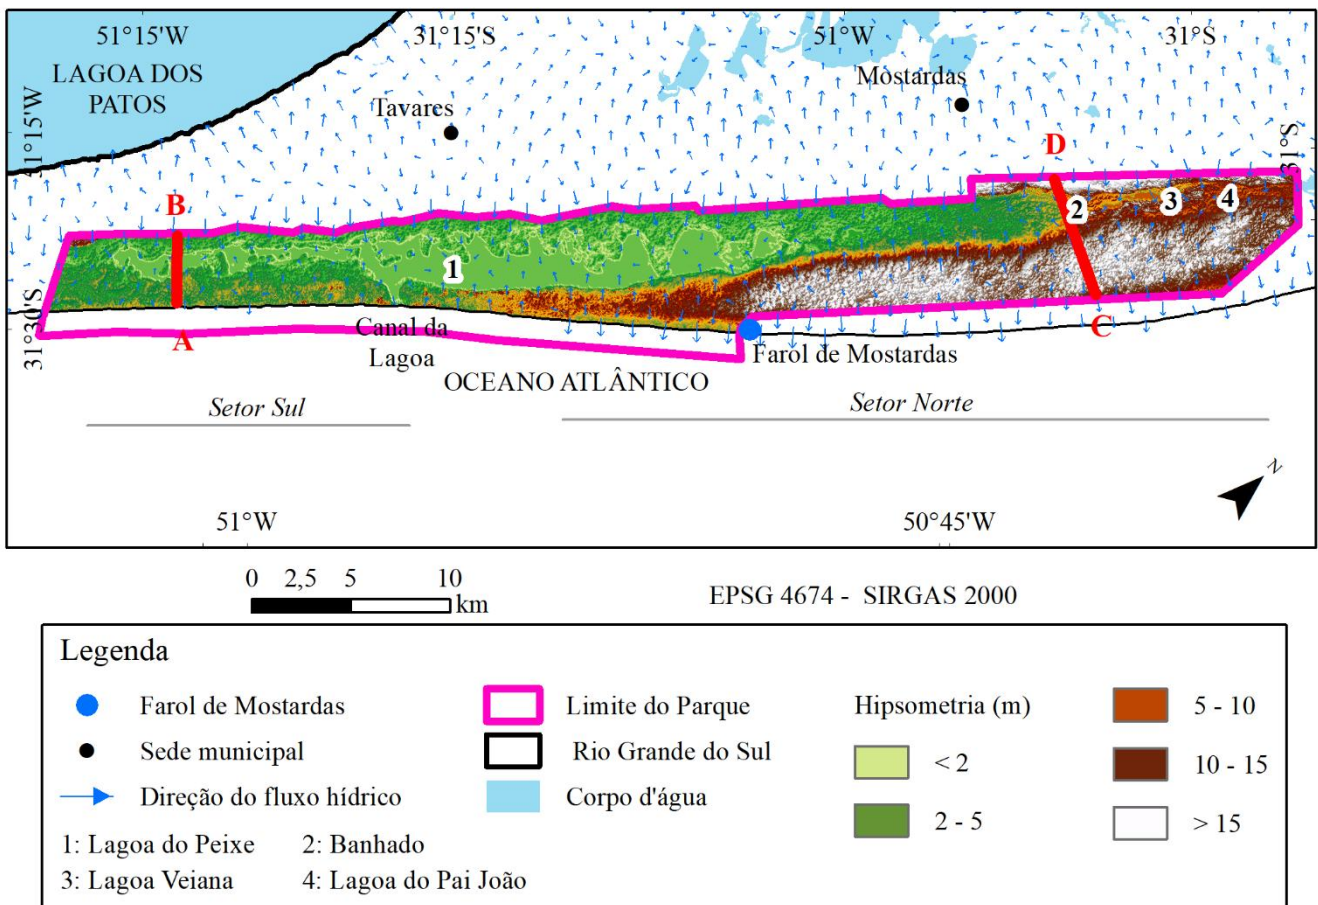 51°15'W 31°15'S 51°W 31°S
LAGOA DOS
PATOS
Mostardas
Tavares
51°15'W
31°S
D
B
2 3 4
1
31°30'S
A
Canal da
Lagoa
C
Farol de Mostardas
OCEANO ATLÂNTICO
Setor Sul
Setor Norte
N
51°W 50°45'W
0 2,5 5 10
km
EPSG 4674 - SIRGAS 2000
Legenda
Farol de Mostardas
Sede municipal
Direção do fluxo hídrico
1: Lagoa do Peixe 2: Banhado
3: Lagoa Veiana 4: Lagoa do Pai João
Limite do Parque
Rio Grande do Sul
Corpo d'água
Hipsometria (m)
< 2
2 - 5
5 - 10
10 - 15
> 15